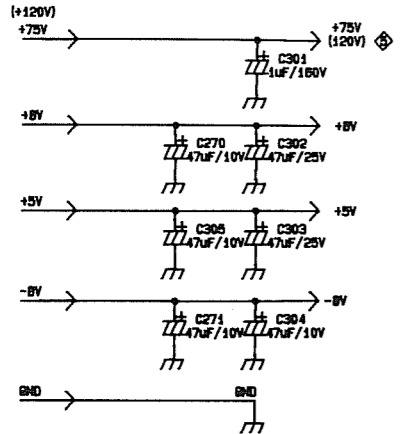 (+120V)
+75V
+75V
(120V) 5
C301
1uF/160V
+8V
+8V
C270
47uF/10V
C302
47uF/25V
+5V
+5V
C305
47uF/10V
C303
47uF/25V
-8V
-8V
C271
47uF/10V
C304
47uF/10V
GND
GND